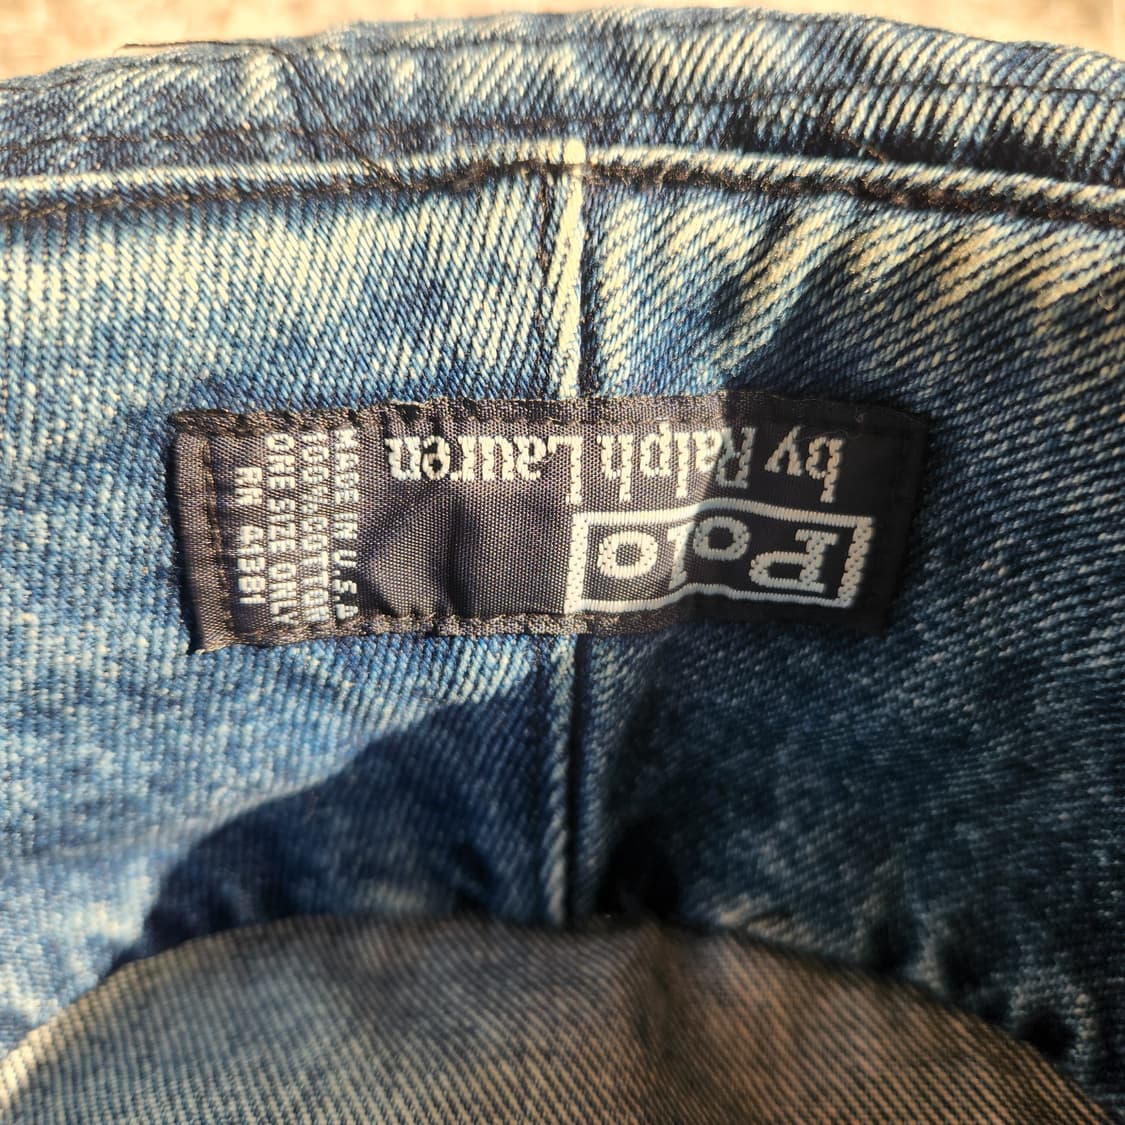 Polo
by Ralph Lauren
MADE IN U.S.A
100% COTTON
ONE SIZE ONLY
RN 41381